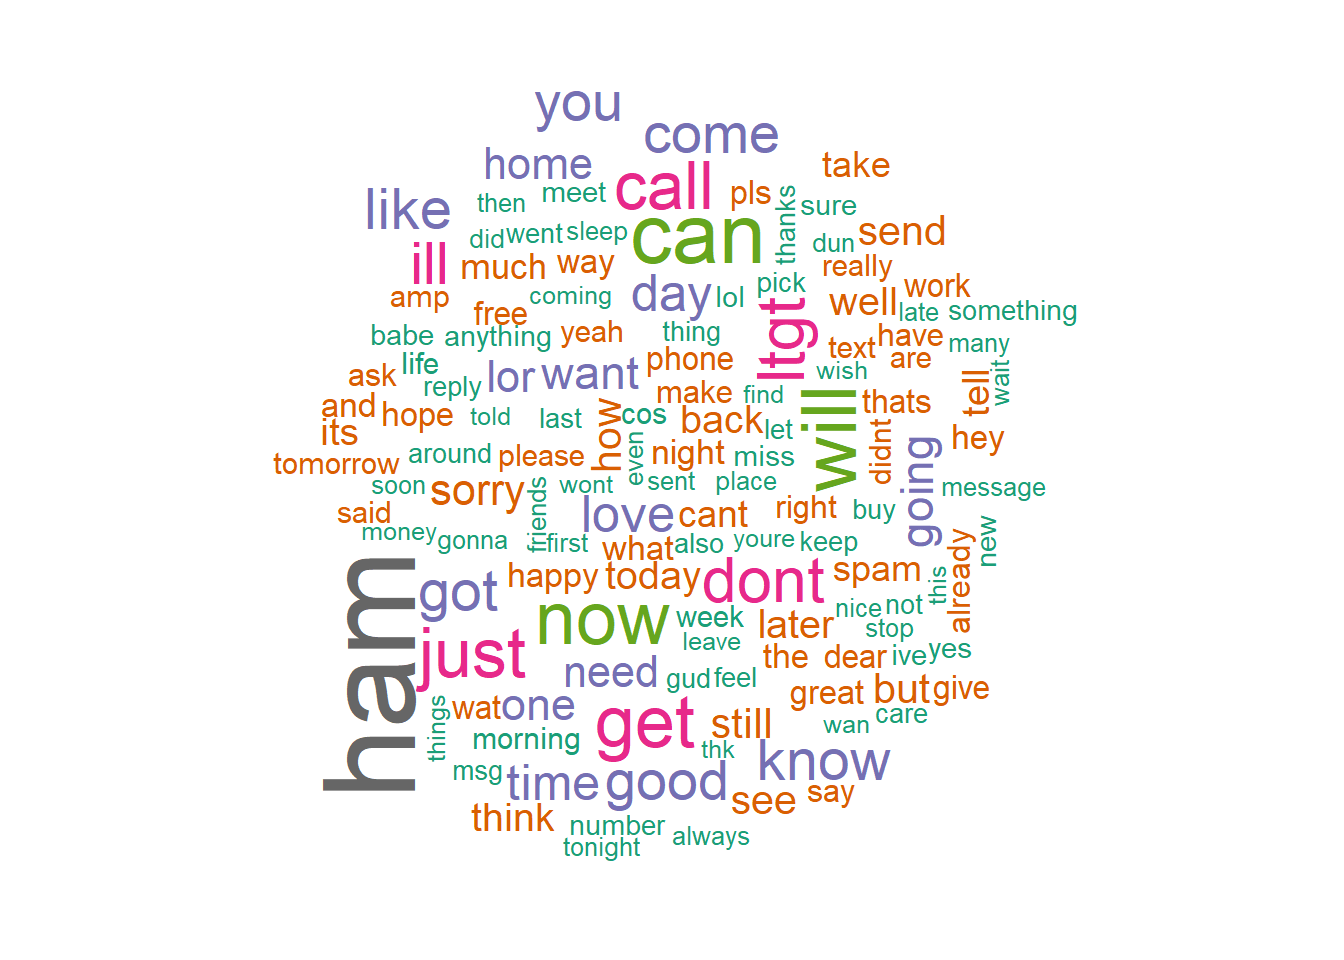 you
come
home
call
take
like
then
meet
pls
thanks
sure
can
send
did
went
sleep
dun
ill
much
way
really
amp
free
coming
day
lol
pick
ltgt
well
work
late
something
babe
anything
yeah
thing
have
many
life
phone
text
are
ask
reply
lor
want
make
find
wish
will
thats
tell
wait
and
hope
told
last
how
cos
back
let
its
tomorrow
around
please
even
night
miss
didnt
going
hey
soon
sorry
friends
wont
sent
place
message
said
love
cant
right
buy
new
money
gonna
first
what
also
youre
keep
already
ham
got
happy
today
dont
spam
this
just
now
week
later
nice
not
stop
leave
the
dear
ive
yes
need
gud
feel
great
but
give
things
wat
one
get
still
wan
care
morning
thk
know
msg
time
good
see
say
think
number
always
tonight